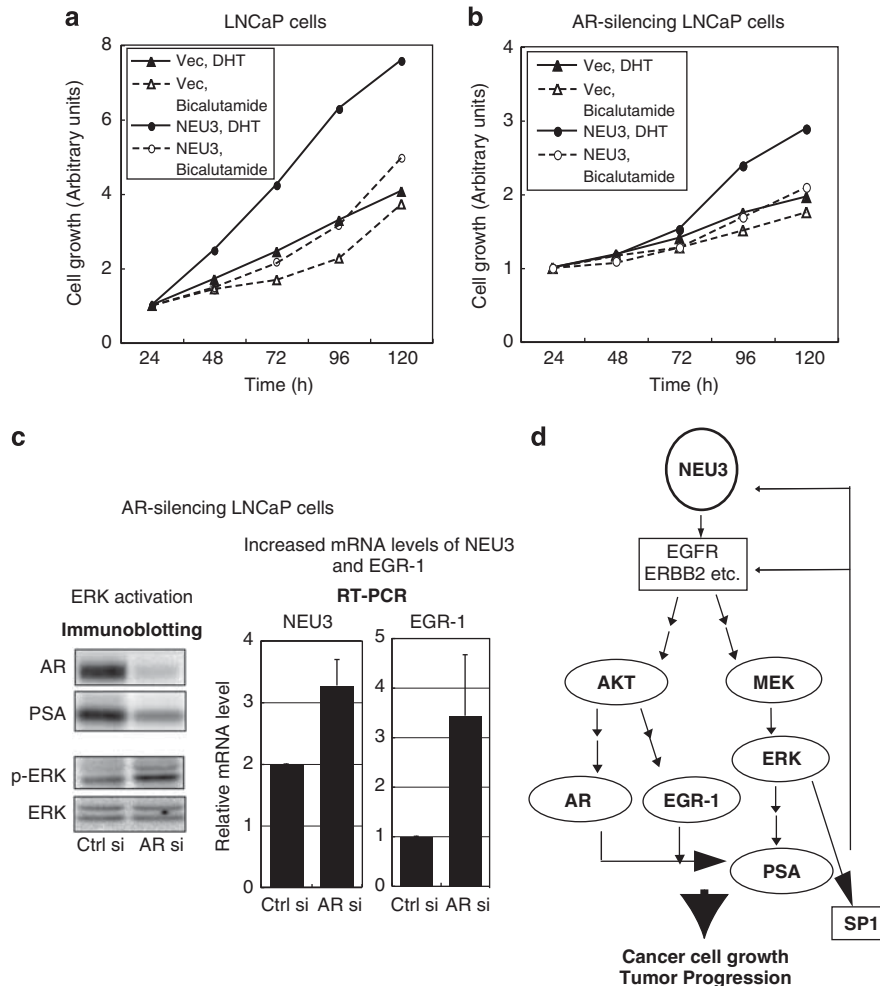 a
LNCaP cells
Cell growth (Arbitrary units)
8
6
4
2
0
Vec, DHT
Vec,
Bicalutamide
NEU3, DHT
NEU3,
Bicalutamide
24 48 72 96 120
Time (h)
b
AR-silencing LNCaP cells
Cell growth (Arbitrary units)
4
3
2
1
0
Vec, DHT
Vec,
Bicalutamide
NEU3, DHT
NEU3,
Bicalutamide
24 48 72 96 120
Time (h)
c
AR-silencing LNCaP cells
ERK activation
Immunoblotting
AR
PSA
p-ERK
ERK
Ctrl si AR si
Increased mRNA levels of NEU3
and EGR-1
RT-PCR
NEU3
Relative mRNA level
4
3
2
1
0
Ctrl si AR si
EGR-1
5
4
3
2
1
0
Ctrl si AR si
d
NEU3
EGFR
ERBB2 etc.
AKT
MEK
ERK
AR
EGR-1
PSA
SP1
Cancer cell growth
Tumor Progression